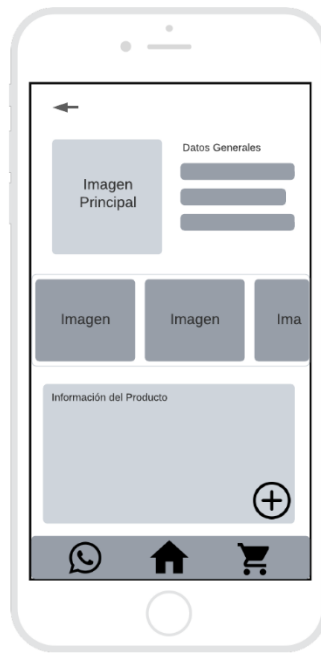 Datos Generales
Imagen
Principal
Imagen
Imagen
Ima
Información del Producto